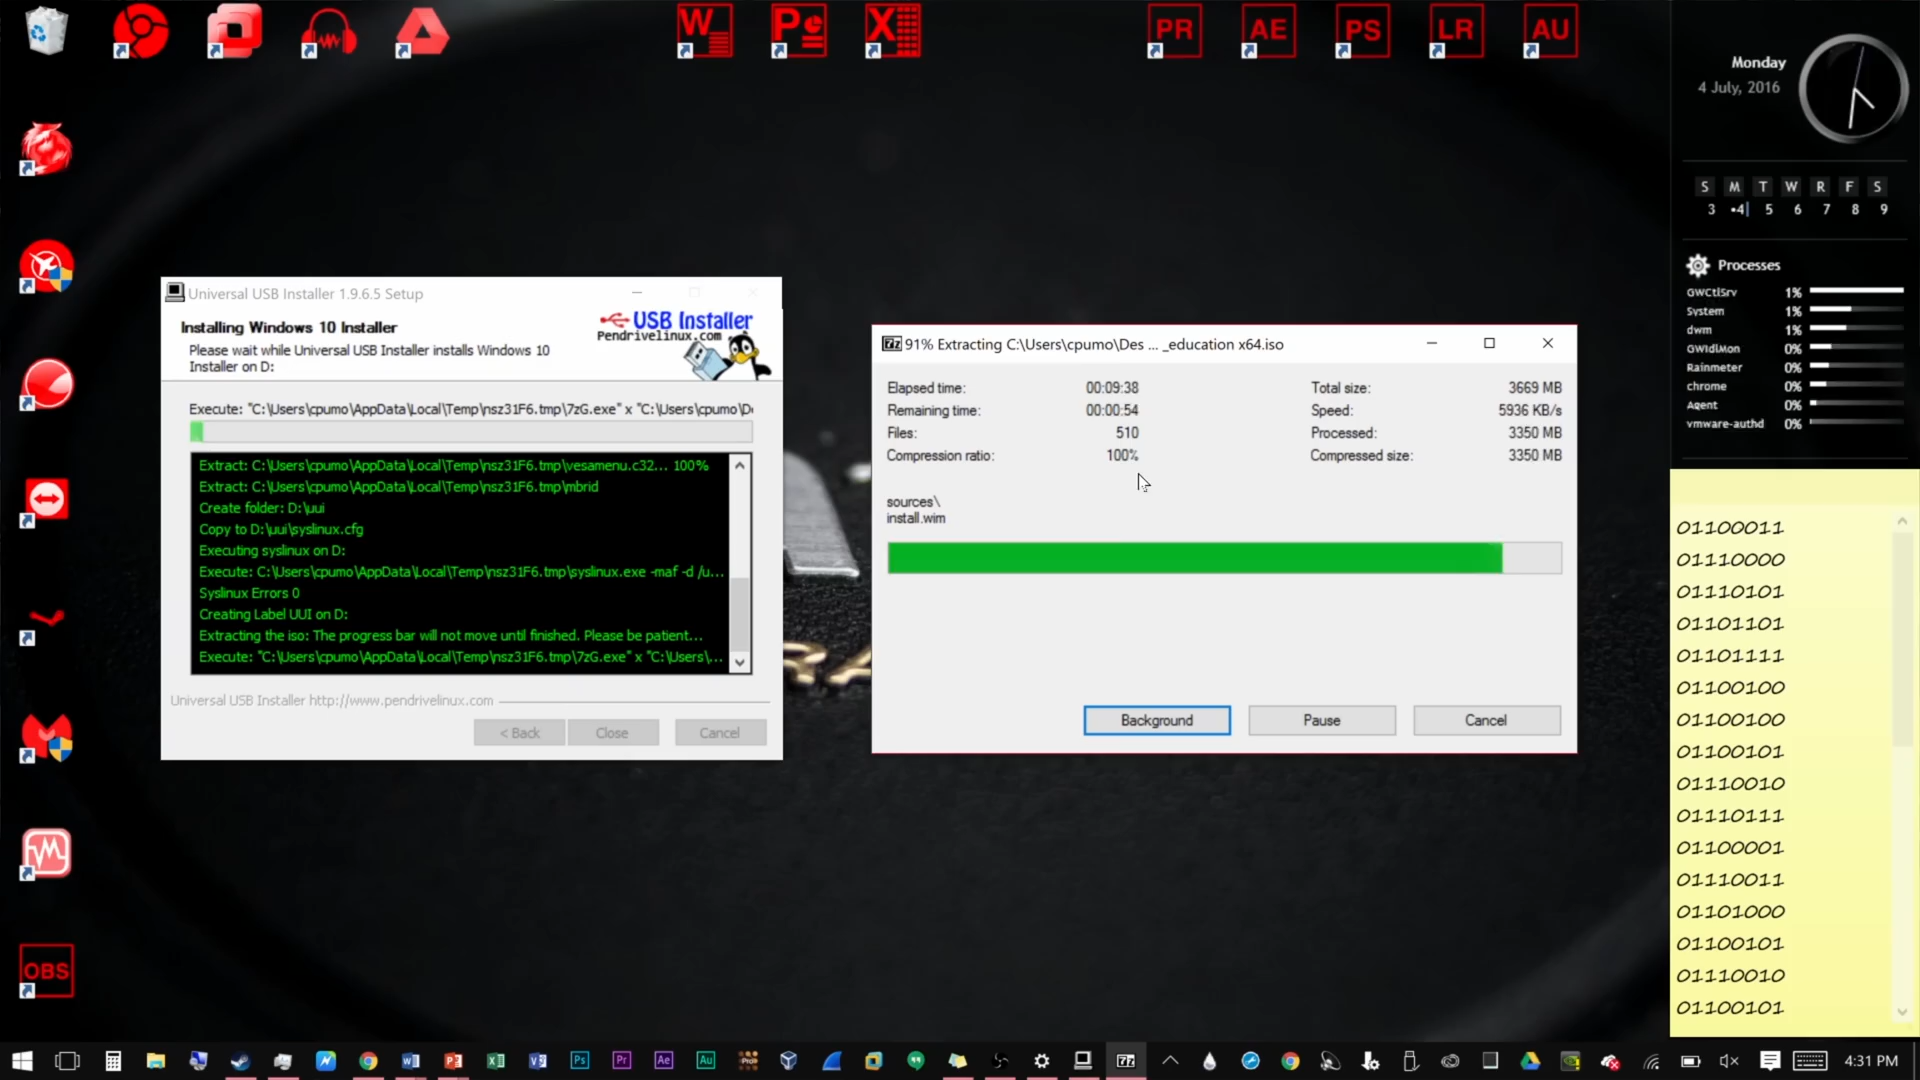 W
P
X
PR
AE
PS
LR
AU
OBS
Monday
4 July, 2016
S M T W R F S
3 •4 5 6 7 8 9
Processes
GWCtlSrv 1%
System 1%
dwm 1%
GWIdlMon 0%
Rainmeter 0%
chrome 0%
Agent 0%
vmware-authd 0%
Universal USB Installer 1.9.6.5 Setup
Installing Windows 10 Installer
Please wait while Universal USB Installer installs Windows 10
Installer on D:
USB Installer
Pendrivelinux.com
Execute: "C:\Users\cpumo\AppData\Local\Temp\nsz31F6.tmp\7zG.exe" x "C:\Users\cpumo\De
Extract: C:\Users\cpumo\AppData\Local\Temp\nsz31F6.tmp\vesamenu.c32... 100%
Extract: C:\Users\cpumo\AppData\Local\Temp\nsz31F6.tmp\mbrid
Create folder: D:\uui
Copy to D:\uui\syslinux.cfg
Executing syslinux on D:
Execute: C:\Users\cpumo\AppData\Local\Temp\nsz31F6.tmp\syslinux.exe -maf -d /u...
Syslinux Errors 0
Creating Label UUI on D:
Extracting the iso: The progress bar will not move until finished. Please be patient...
Execute: "C:\Users\cpumo\AppData\Local\Temp\nsz31F6.tmp\7zG.exe" x "C:\Users\...
Universal USB Installer http://www.pendrivelinux.com
< Back
Close
Cancel
91% Extracting C:\Users\cpumo\Des ... _education x64.iso
Elapsed time: 00:09:38 Total size: 3669 MB
Remaining time: 00:00:54 Speed: 5936 KB/s
Files: 510 Processed: 3350 MB
Compression ratio: 100% Compressed size: 3350 MB
sources\
install.wim
Background
Pause
Cancel
01100011
01110000
01110101
01101101
01101111
01100100
01100100
01100101
01110010
01110111
01100001
01110011
01101000
01100101
01110010
01100101
Ps
Pr
Ae
Au
7z
4:31 PM